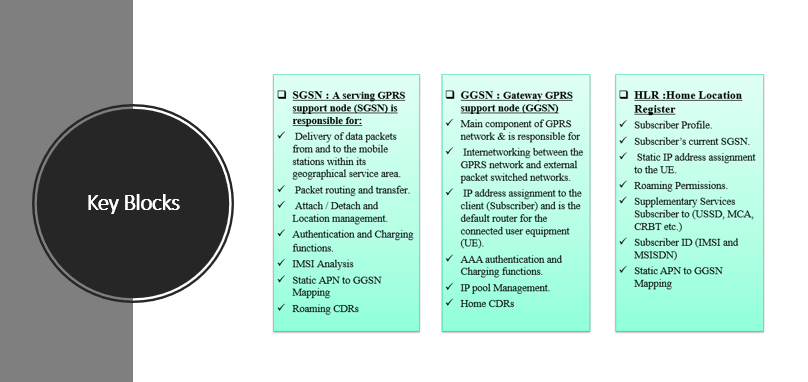 Key Blocks
❑ SGSN : A serving GPRS
support node (SGSN) is
responsible for:
✓ Delivery of data packets
from and to the mobile
stations within its
geographical service area.
✓ Packet routing and transfer.
✓ Attach / Detach and
Location management.
✓ Authentication and Charging
functions.
✓ IMSI Analysis
✓ Static APN to GGSN
Mapping
✓ Roaming CDRs
❑ GGSN : Gateway GPRS
support node (GGSN)
✓ Main component of GPRS
network & is responsible for
✓ Internetworking between the
GPRS network and external
packet switched networks.
✓ IP address assignment to the
client (Subscriber) and is the
default router for the
connected user equipment
(UE).
✓ AAA authentication and
Charging functions.
✓ IP pool Management.
✓ Home CDRs
❑ HLR :Home Location
Register
✓ Subscriber Profile.
✓ Subscriber's current SGSN.
✓ Static IP address assignment
to the UE.
✓ Roaming Permissions.
✓ Supplementary Services
Subscriber to (USSD, MCA,
CRBT etc.)
✓ Subscriber ID (IMSI and
MSISDN)
✓ Static APN to GGSN
Mapping